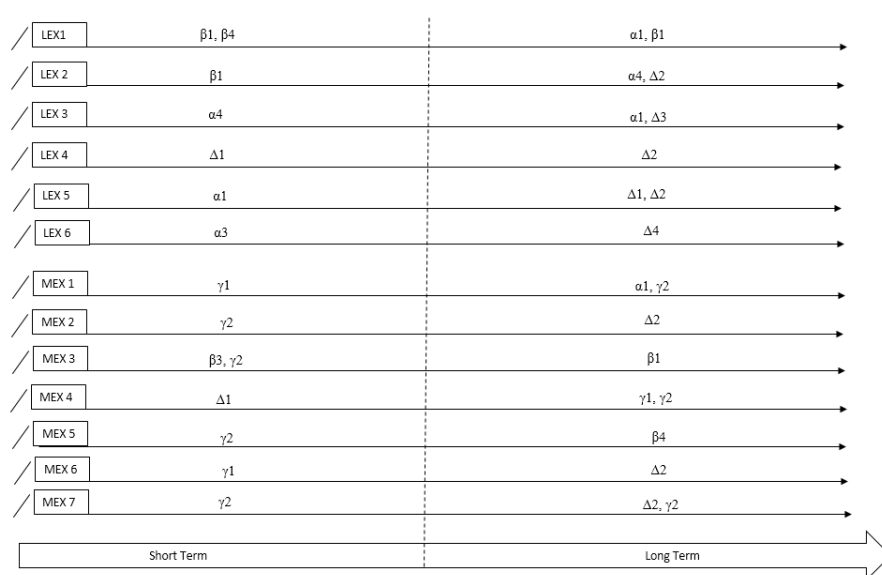 LEX1 β1, β4 α1, β1
LEX 2 β1 α4, Δ2
LEX 3 α4 α1, Δ3
LEX 4 Δ1 Δ2
LEX 5 α1 Δ1, Δ2
LEX 6 α3 Δ4
MEX 1 γ1 α1, γ2
MEX 2 γ2 Δ2
MEX 3 β3, γ2 β1
MEX 4 Δ1 γ1, γ2
MEX 5 γ2 β4
MEX 6 γ1 Δ2
MEX 7 γ2 Δ2, γ2
Short Term Long Term